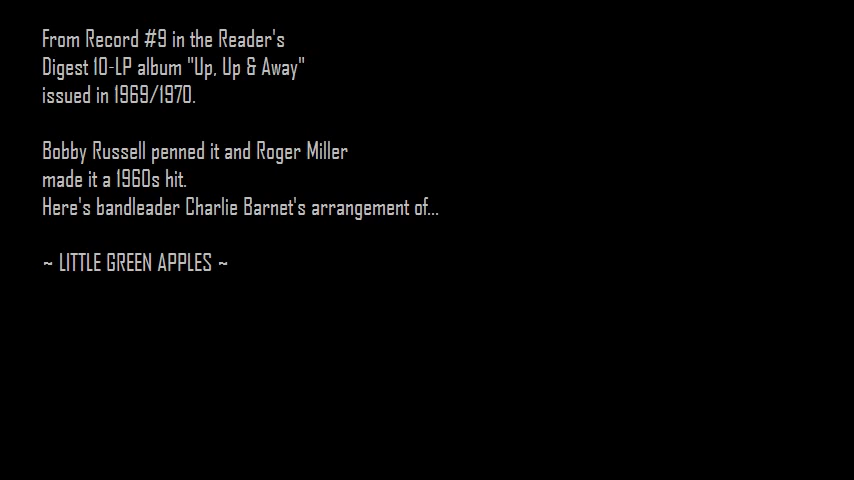 From Record #9 in the Reader's
Digest 10-LP album "Up, Up & Away"
issued in 1969/1970.
Bobby Russell penned it and Roger Miller
made it a 1960s hit.
Here's bandleader Charlie Barnet's arrangement of...
~ LITTLE GREEN APPLES ~